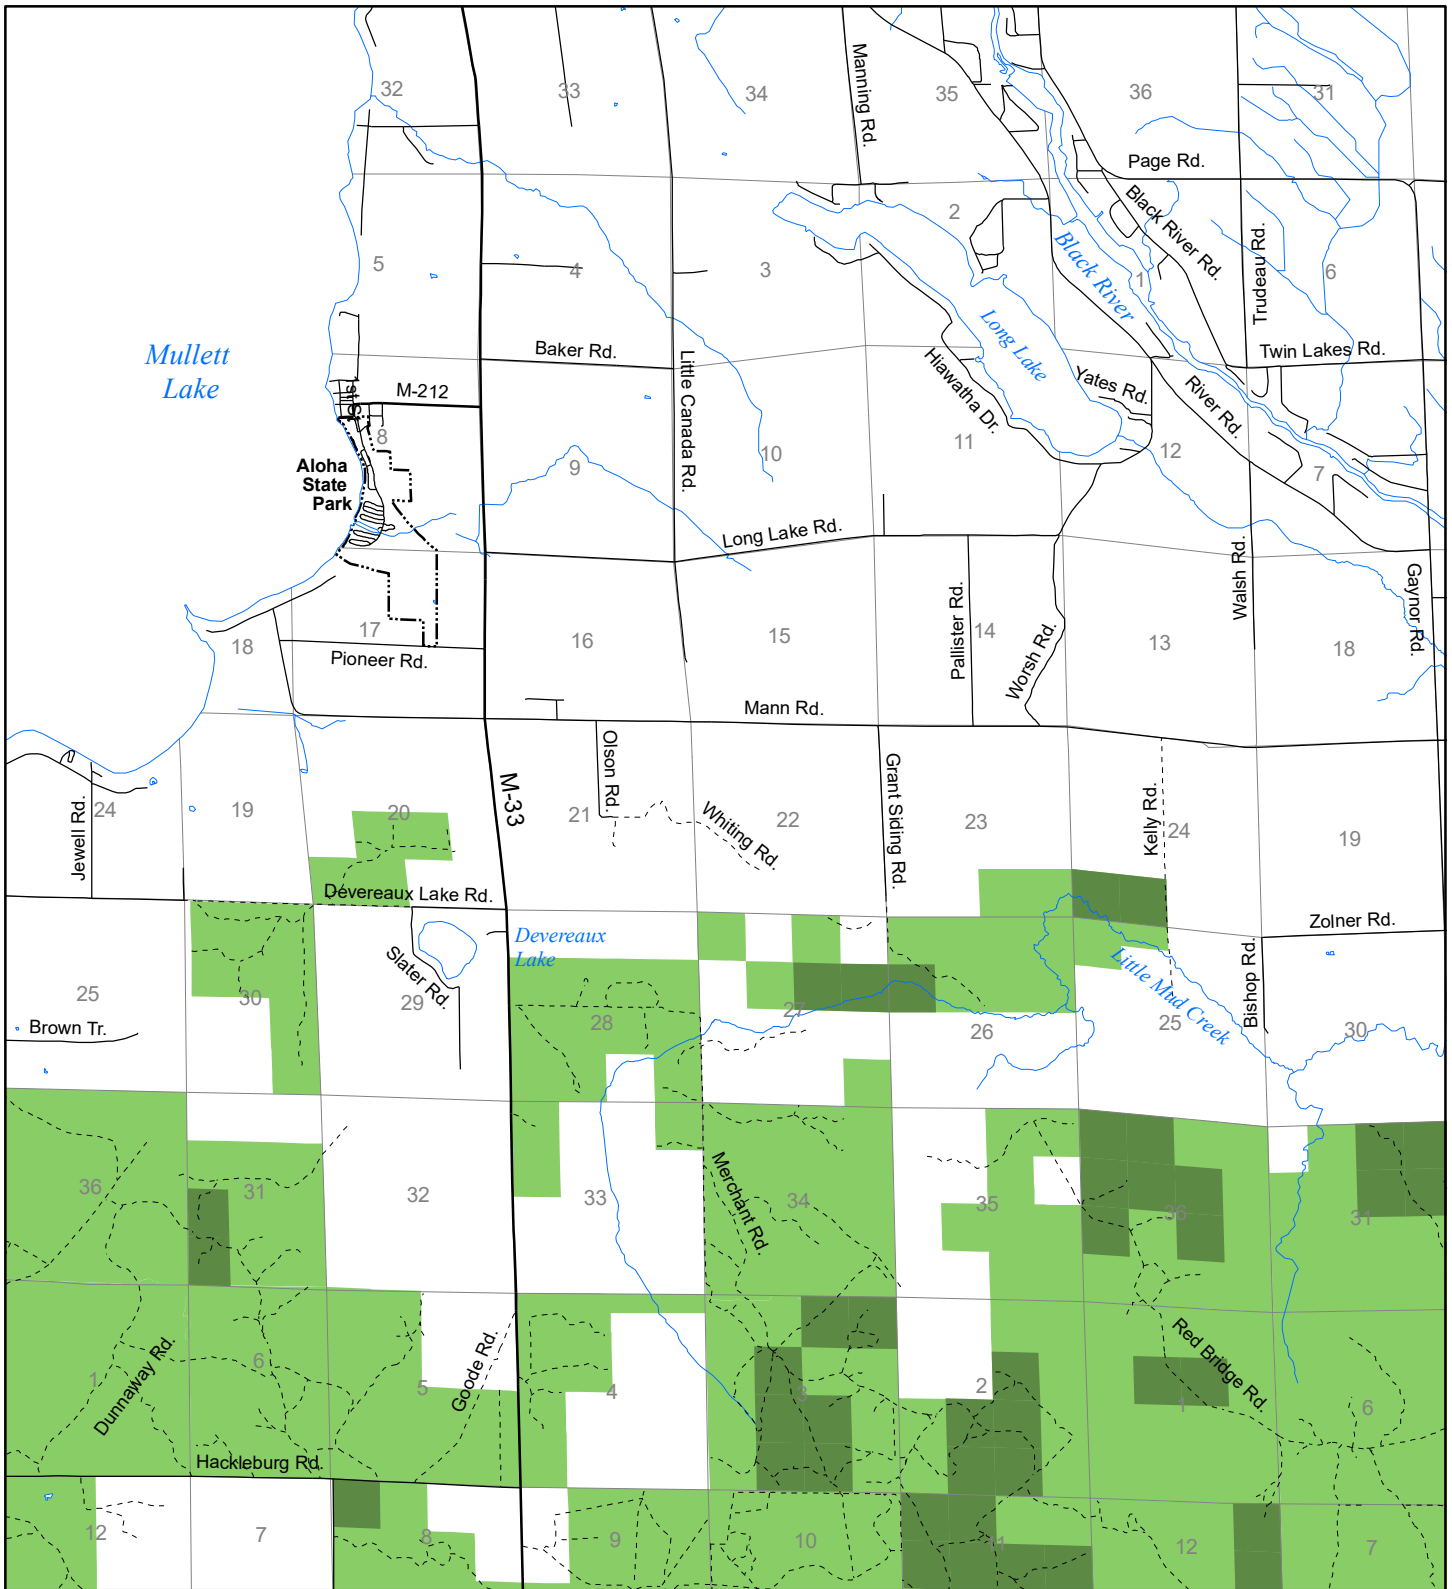 32
33
34
35
36
31
Manning Rd.
Page Rd.
Black River Rd.
Trudeau Rd.
5
4
3
2
1
6
Black River
Mullett
Lake
Baker Rd.
Little Canada Rd.
Long Lake
Hiawatha Dr.
Yates Rd.
River Rd.
Twin Lakes Rd.
M-212
1st St.
8
9
10
11
12
7
Aloha
State
Park
Long Lake Rd.
Pallister Rd.
Worsh Rd.
Walsh Rd.
Gaynor Rd.
18
17
16
15
14
13
18
Pioneer Rd.
Mann Rd.
Jewell Rd.
24
19
20
M-33
21
Olson Rd.
Whiting Rd.
22
Grant Siding Rd.
23
Kelly Rd.
24
19
Devereaux Lake Rd.
Zolner Rd.
Devereaux
Lake
Slater Rd.
Little Mud Creek
Bishop Rd.
25
30
29
28
27
26
25
30
Brown Tr.
36
31
32
33
Merchant Rd.
34
35
36
31
Dunnaway Rd.
Goode Rd.
Red Bridge Rd.
1
6
5
4
3
2
1
6
Hackleburg Rd.
12
7
8
9
10
11
12
7